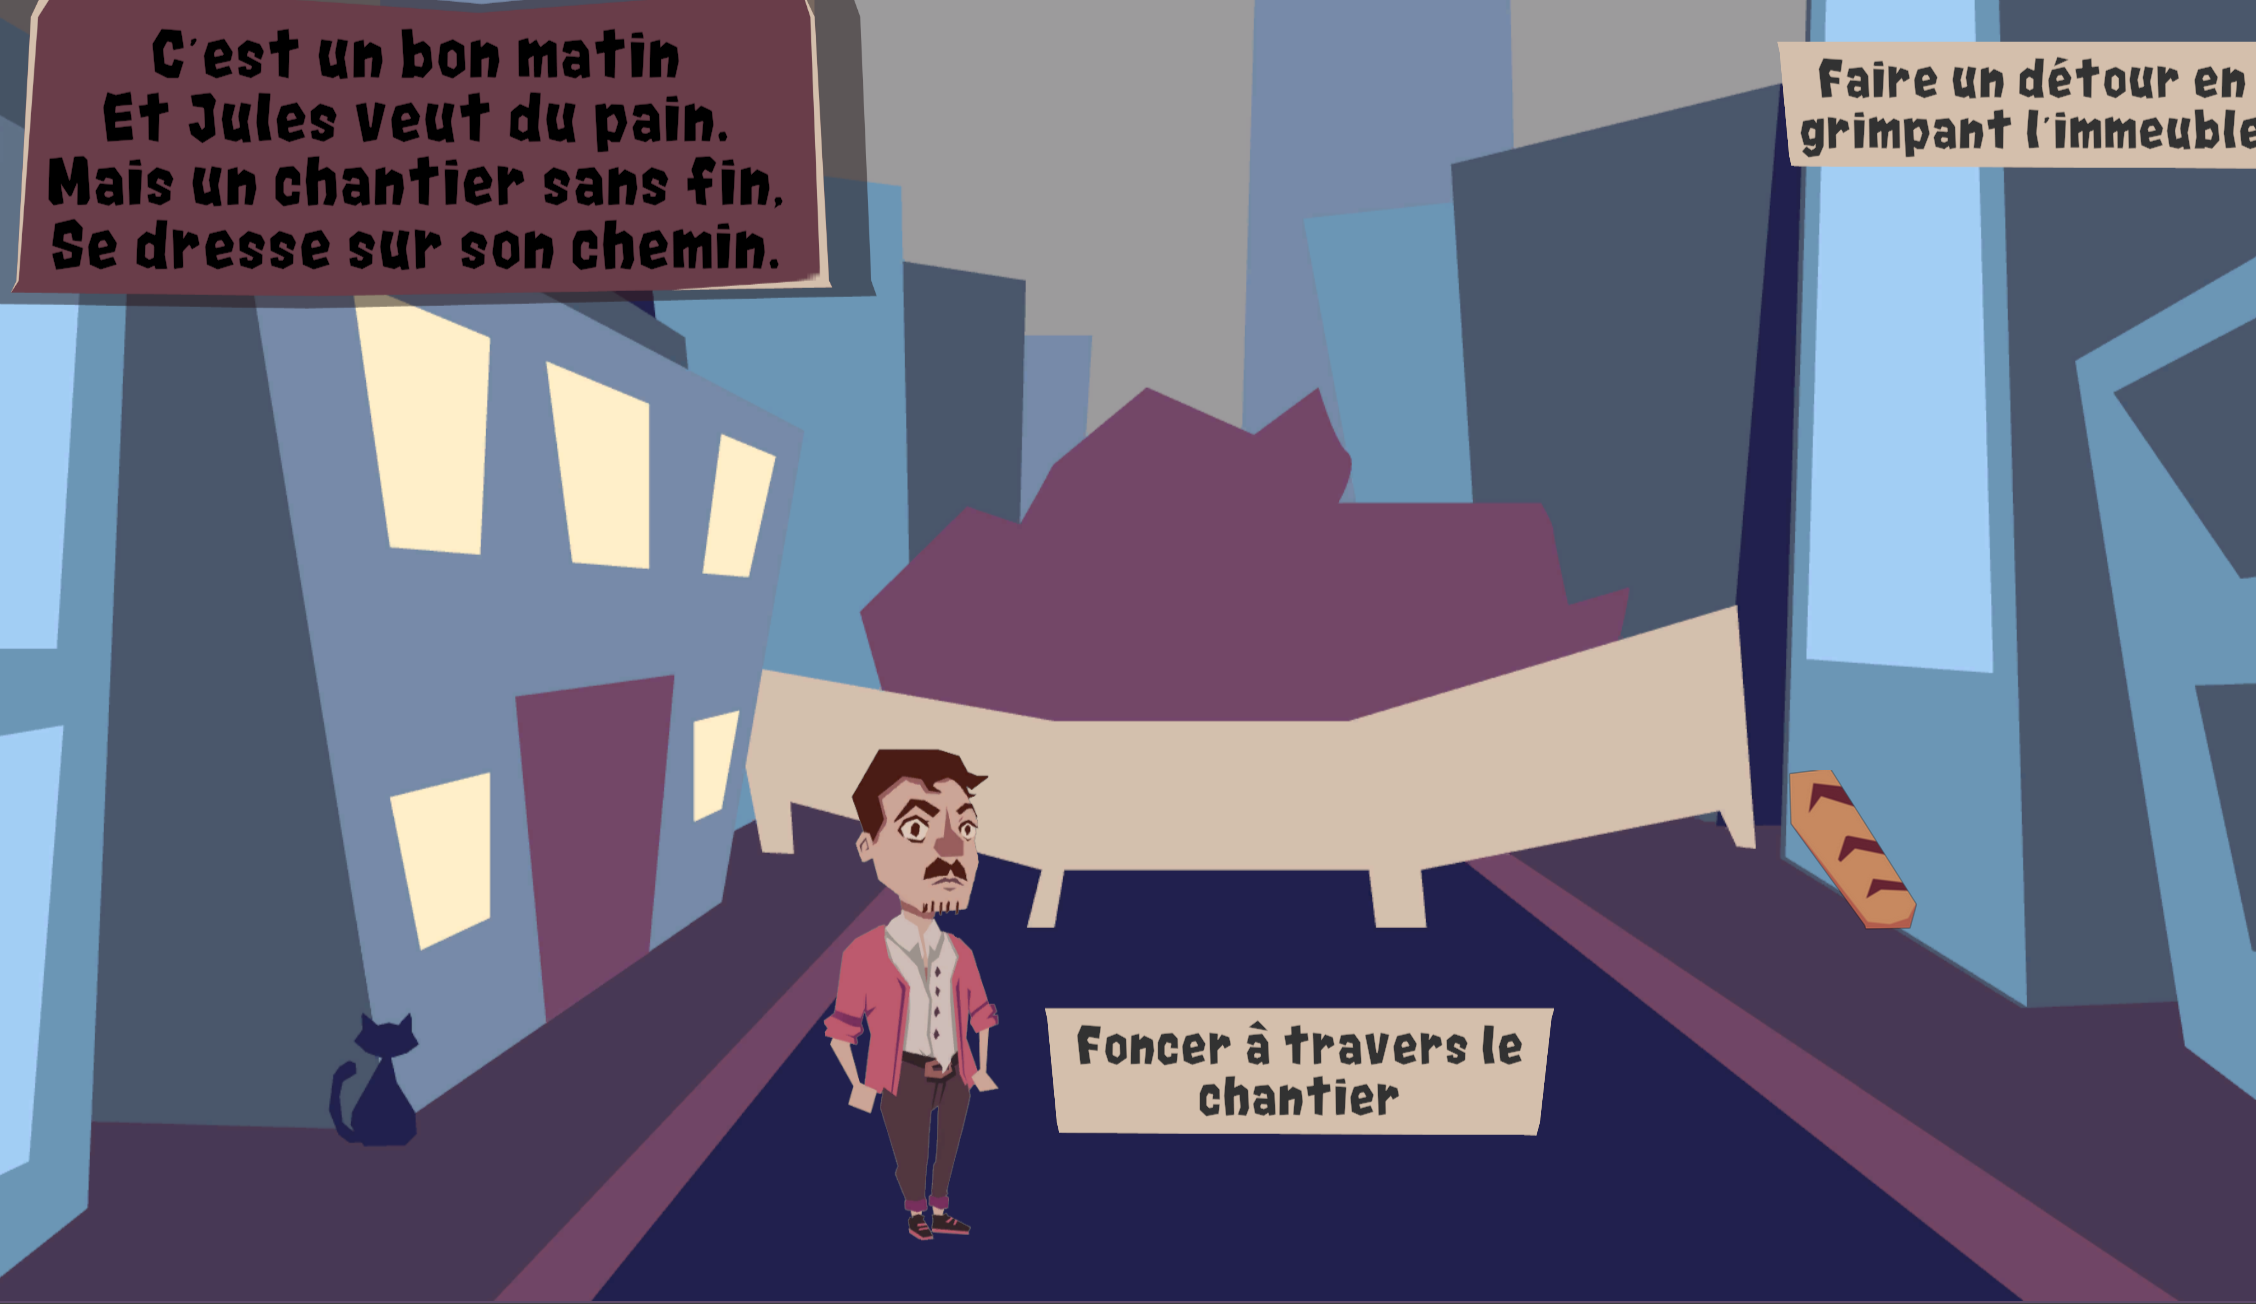 C'est un bon matin
Et Jules veut du pain.
Mais un chantier sans fin,
Se dresse sur son chemin.
Faire un détour en
grimpant l'immeuble
Foncer à travers le
chantier